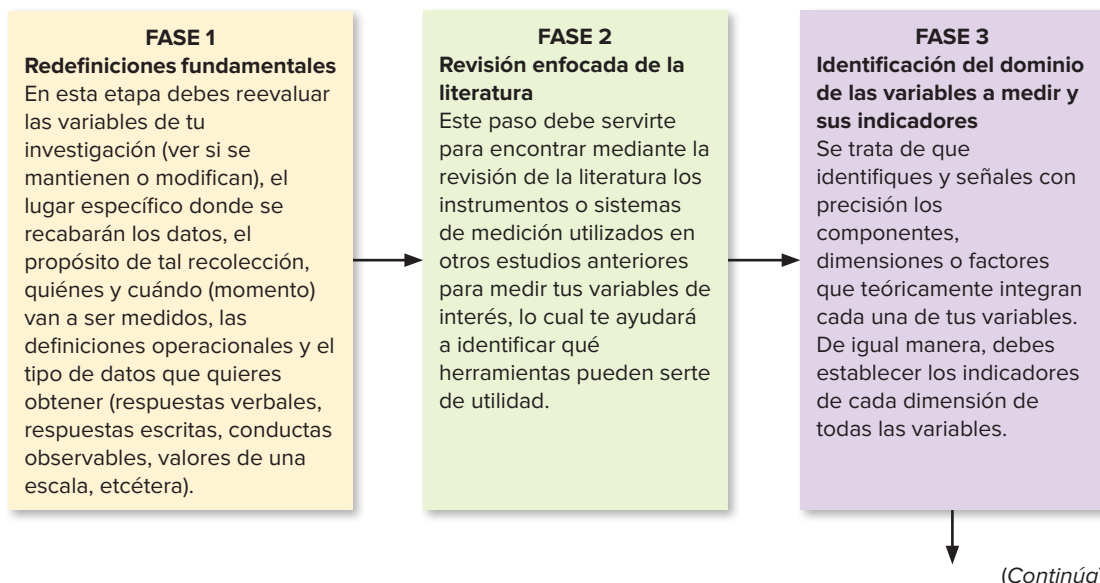 FASE 1
Redefiniciones fundamentales
En esta etapa debes reevaluar
las variables de tu
investigación (ver si se
mantienen o modifican), el
lugar específico donde se
recabarán los datos, el
propósito de tal recolección,
quiénes y cuándo (momento)
van a ser medidos, las
definiciones operacionales y el
tipo de datos que quieres
obtener (respuestas verbales,
respuestas escritas, conductas
observables, valores de una
escala, etcétera).
FASE 2
Revisión enfocada de la
literatura
Este paso debe servirte
para encontrar mediante la
revisión de la literatura los
instrumentos o sistemas
de medición utilizados en
otros estudios anteriores
para medir tus variables de
interés, lo cual te ayudará
a identificar qué
herramientas pueden serte
de utilidad.
FASE 3
Identificación del dominio
de las variables a medir y
sus indicadores
Se trata de que
identifiques y señales con
precisión los
componentes,
dimensiones o factores
que teóricamente integran
cada una de tus variables.
De igual manera, debes
establecer los indicadores
de cada dimensión de
todas las variables.
(Continúa)